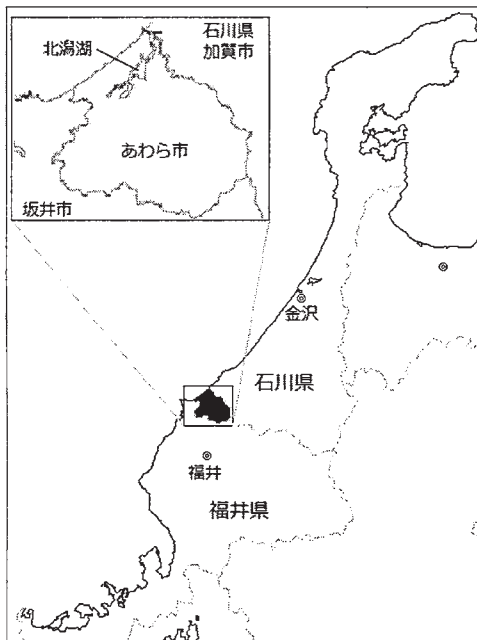 石川県
加賀市
北潟湖
あわら市
坂井市
金沢
石川県
福井
福井県